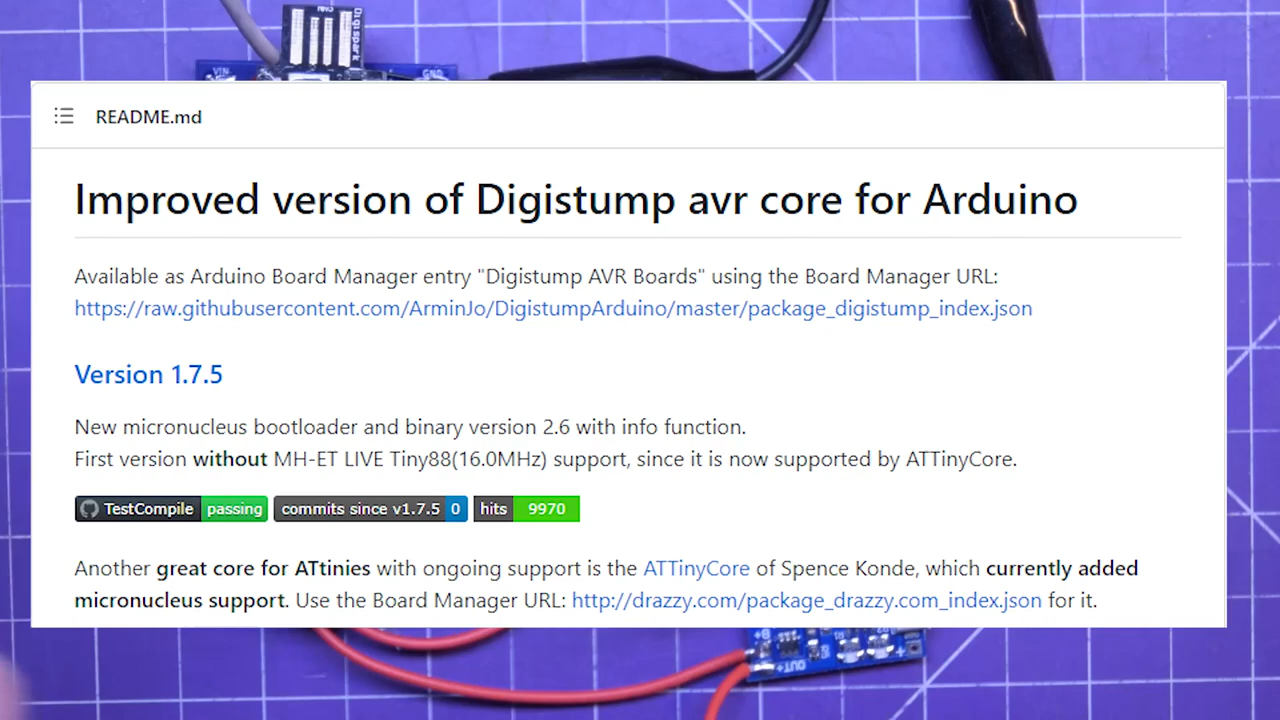 Digispark
VIN
GND
README.md
Improved version of Digistump avr core for Arduino
Available as Arduino Board Manager entry "Digistump AVR Boards" using the Board Manager URL:
https://raw.githubusercontent.com/ArminJo/DigistumpArduino/master/package_digistump_index.json
Version 1.7.5
New micronucleus bootloader and binary version 2.6 with info function.
First version without MH-ET LIVE Tiny88(16.0MHz) support, since it is now supported by ATTinyCore.
TestCompile passing commits since v1.7.5 0 hits 9970
Another great core for ATtinies with ongoing support is the ATTinyCore of Spence Konde, which currently added
micronucleus support. Use the Board Manager URL: http://drazzy.com/package_drazzy.com_index.json for it.
B+
R1
OUT+
+